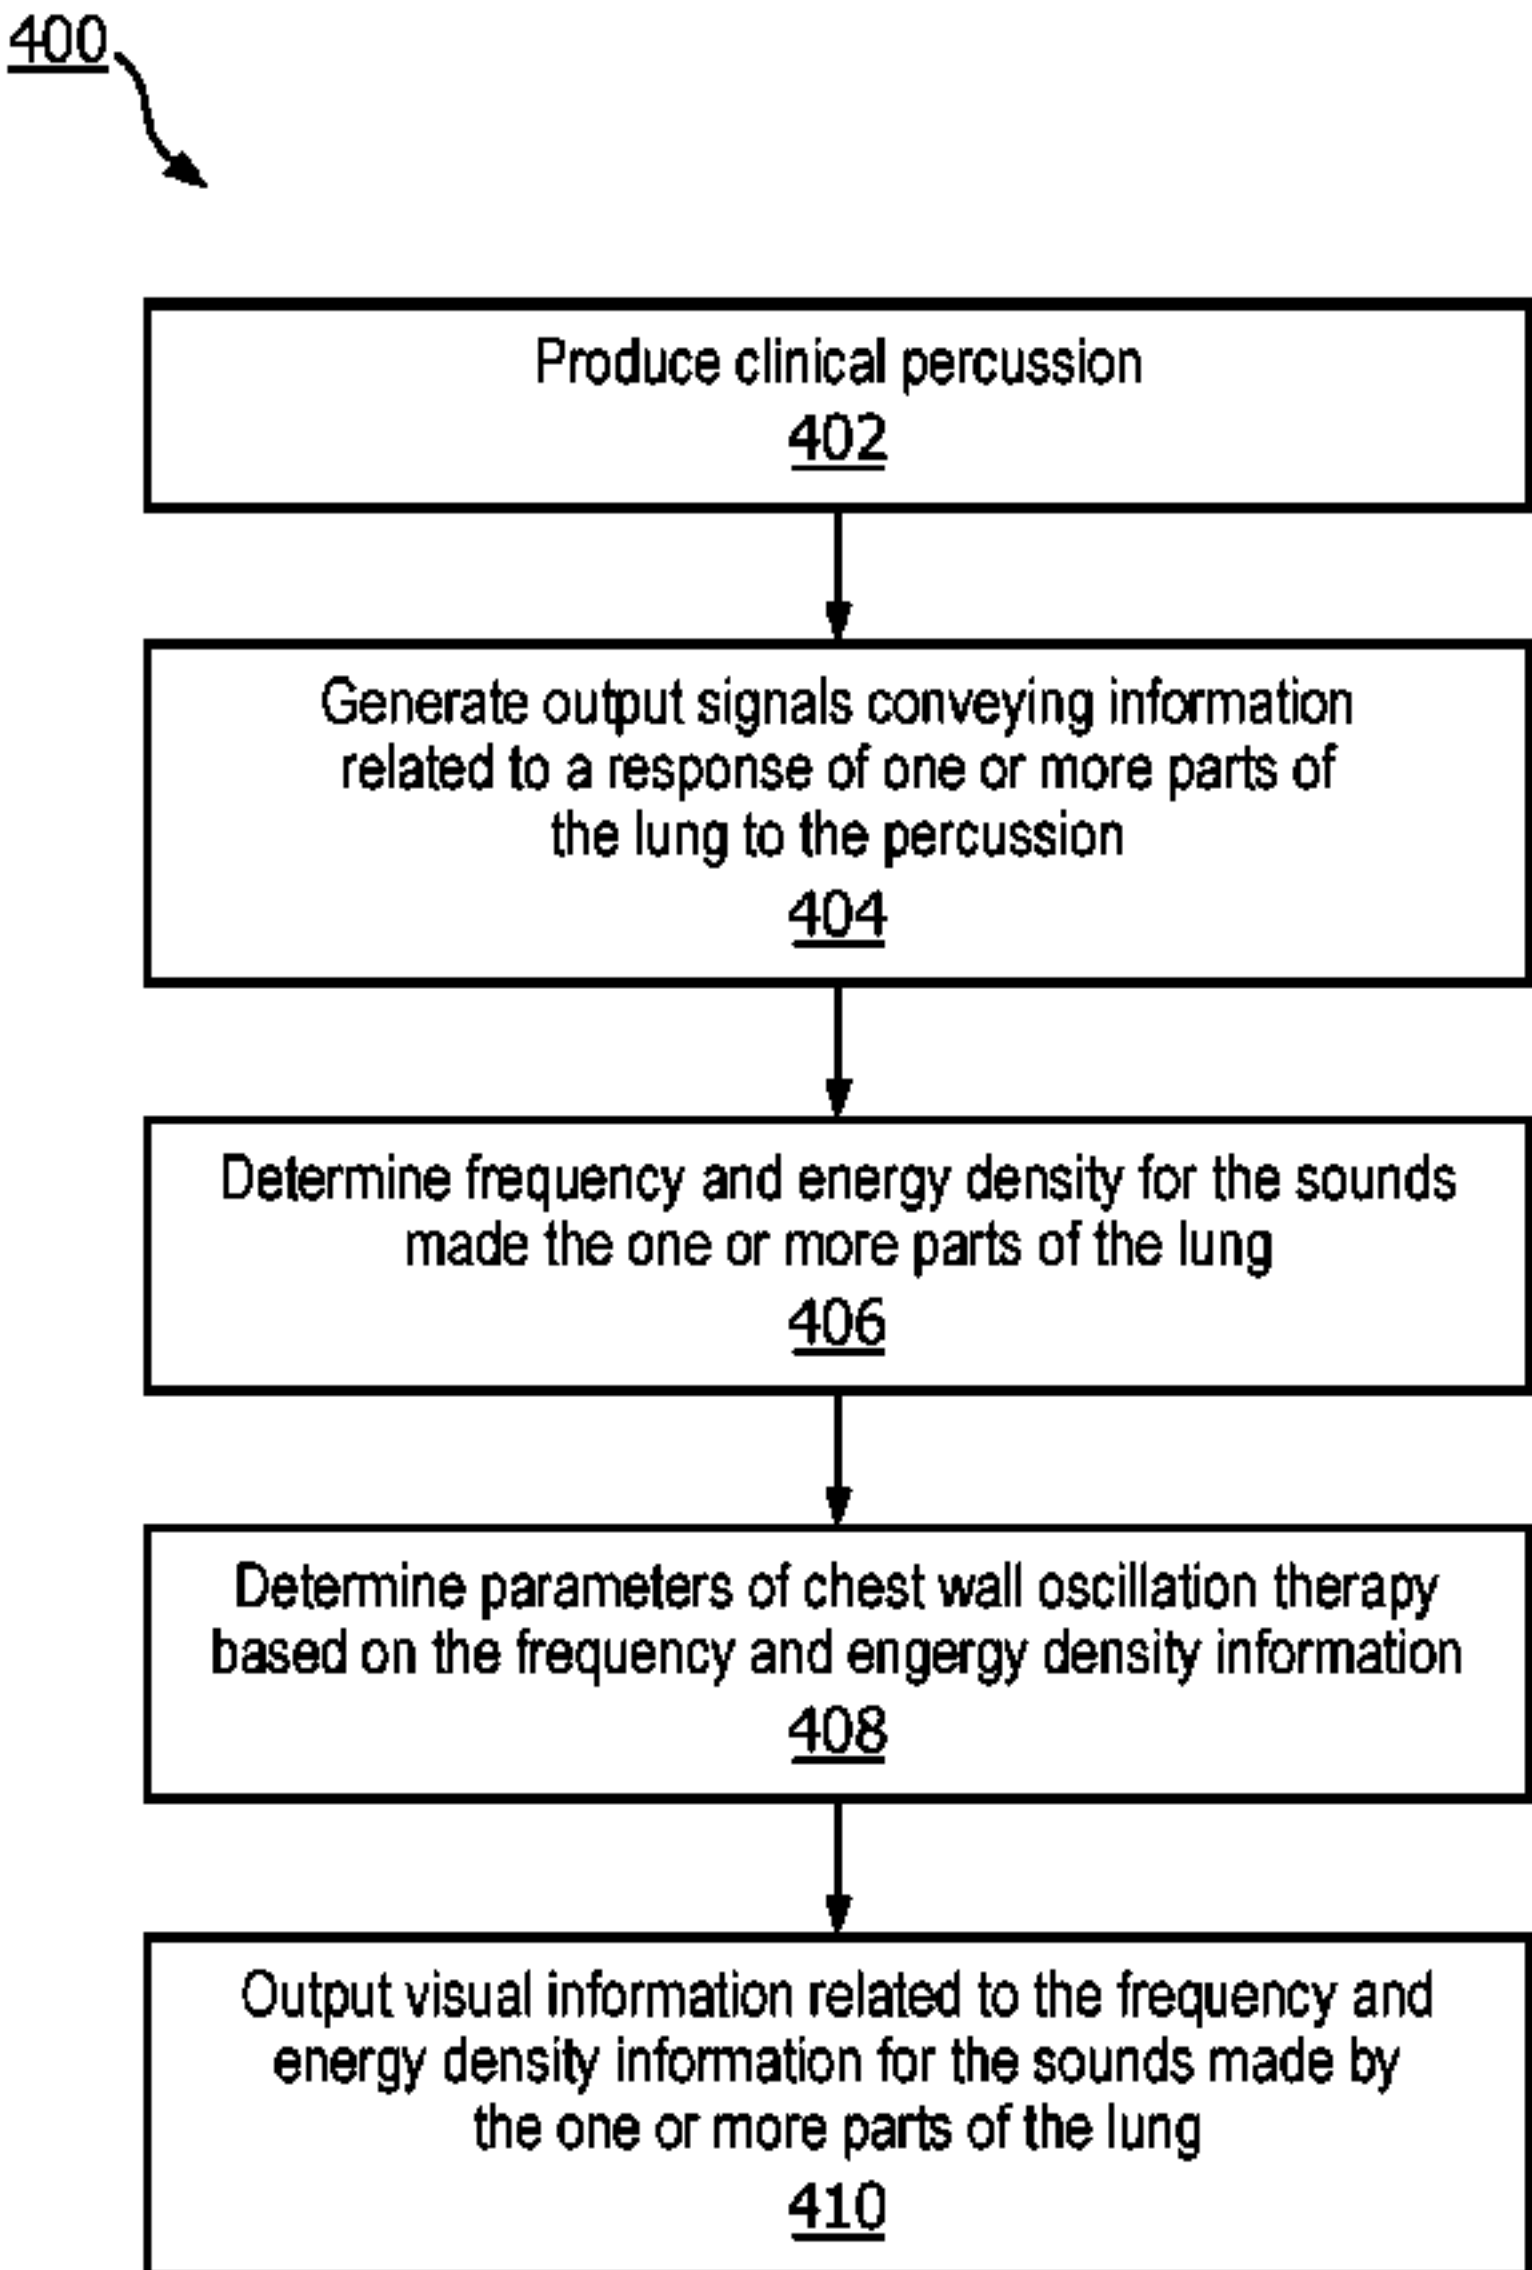 400
Produce clinical percussion
402
Generate output signals conveying information
related to a response of one or more parts of
the lung to the percussion
404
Determine frequency and energy density for the sounds
made the one or more parts of the lung
406
Determine parameters of chest wall oscillation therapy
based on the frequency and engergy density information
408
Output visual information related to the frequency and
energy density information for the sounds made by
the one or more parts of the lung
410